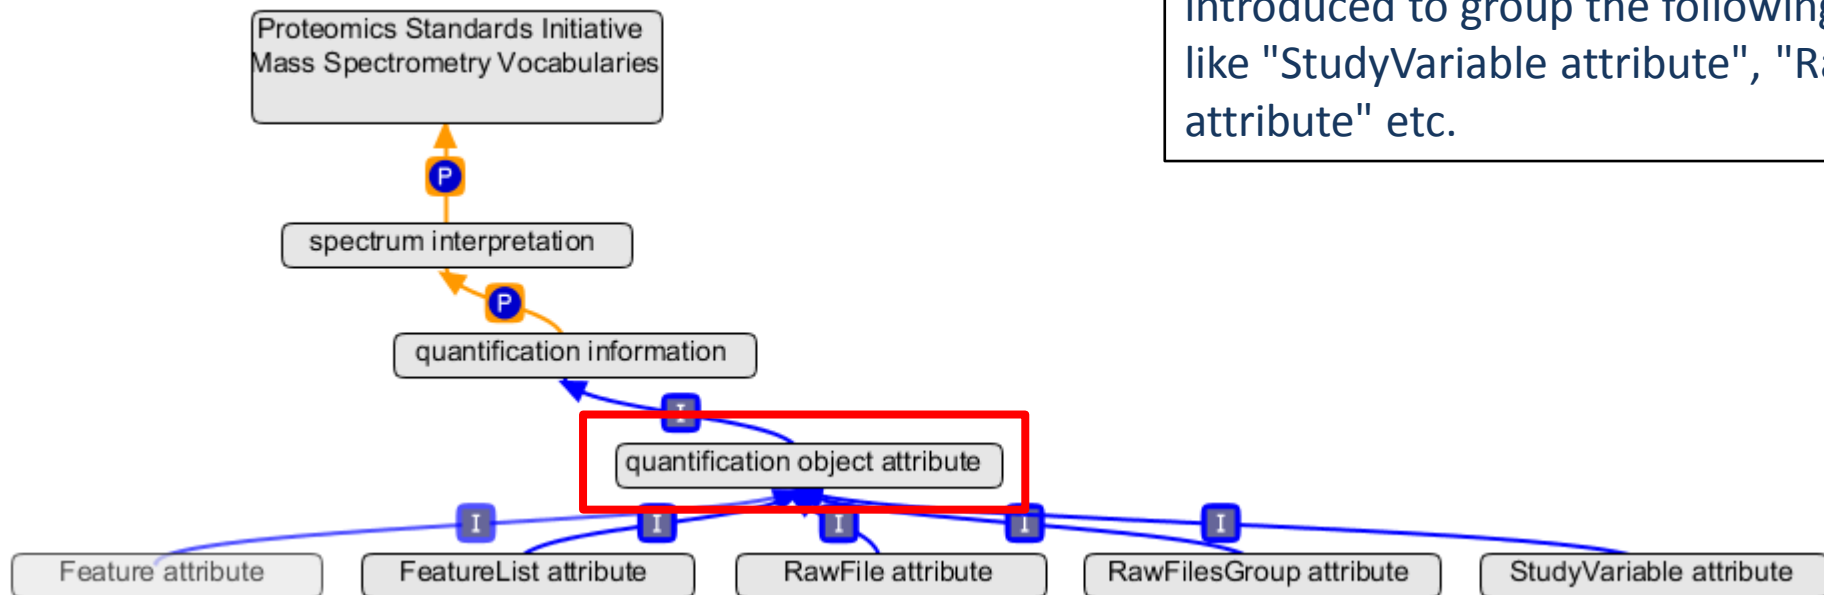 introduced to group the following
like "StudyVariable attribute", "Ra
attribute" etc.
Proteomics Standards Initiative
Mass Spectrometry Vocabularies
P
spectrum interpretation
P
quantification information
I
quantification object attribute
I I I I I
Feature attribute FeatureList attribute RawFile attribute RawFilesGroup attribute StudyVariable attribute